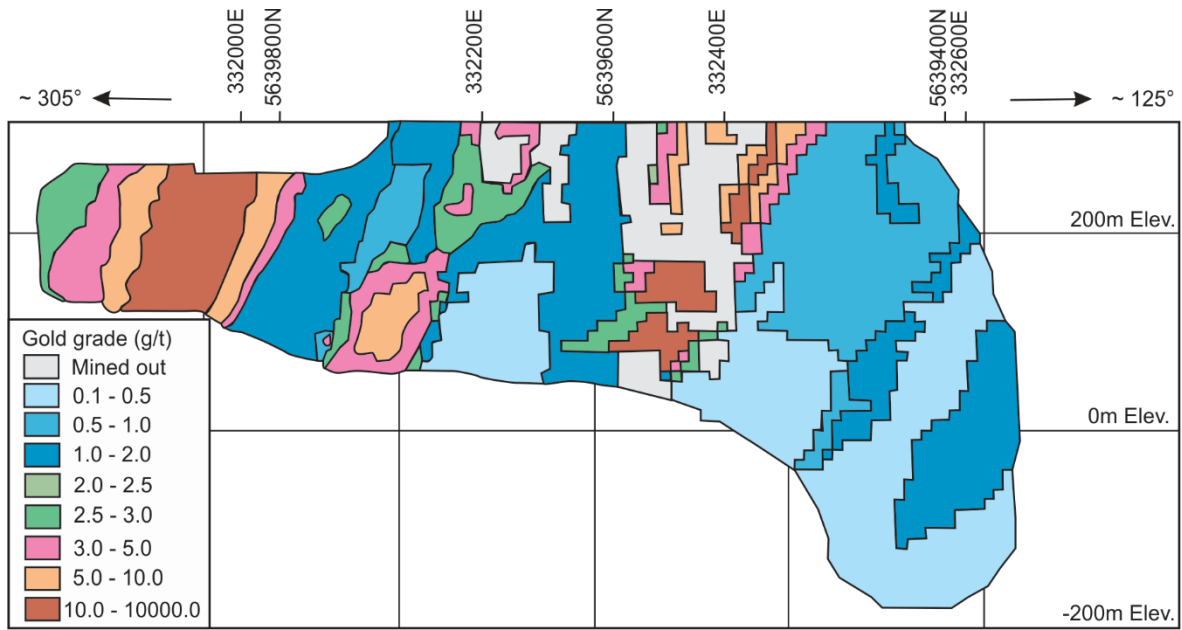 332000E
5639800N
332200E
5639600N
332400E
5639400N
332600E
~ 305°
~ 125°
200m Elev.
0m Elev.
-200m Elev.
Gold grade (g/t)
Mined out
0.1 - 0.5
0.5 - 1.0
1.0 - 2.0
2.0 - 2.5
2.5 - 3.0
3.0 - 5.0
5.0 - 10.0
10.0 - 10000.0